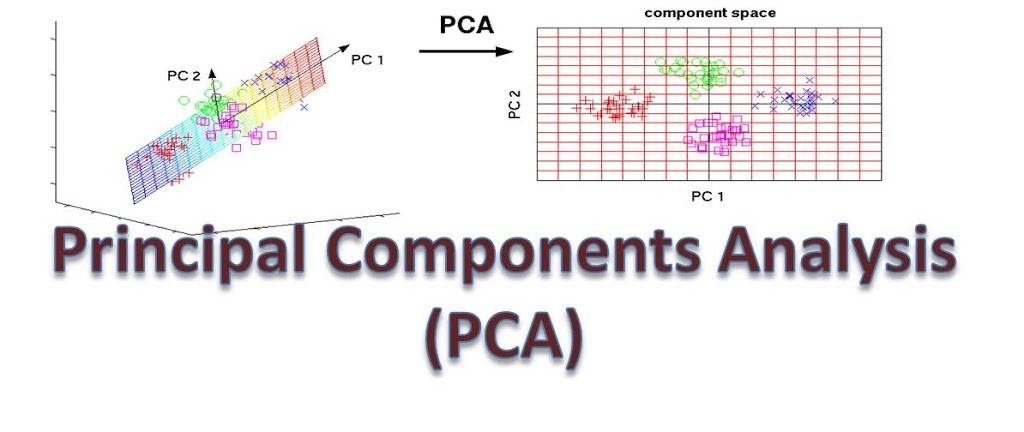 component space
PCA
PC 1
PC 2
PC 2
PC 1
Principal Components Analysis
(PCA)